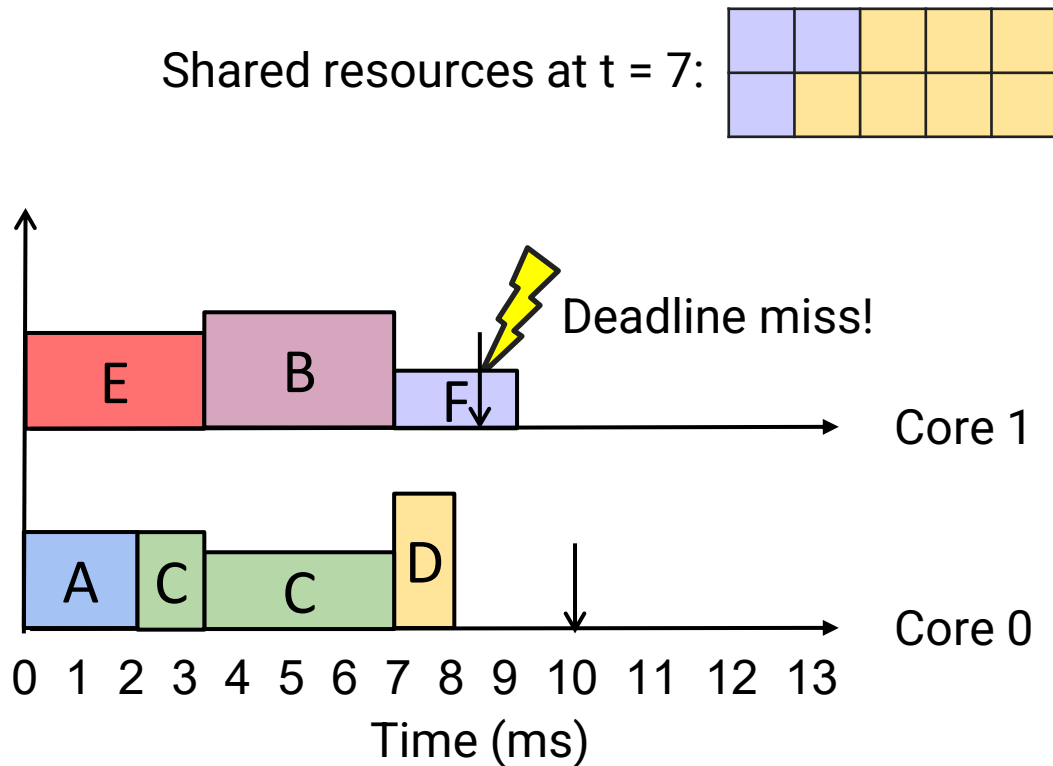 Shared resources at t = 7:
Deadline miss!
E
B
F
Core 1
A
C
C
D
Core 0
0 1 2 3 4 5 6 7 8 9 10 11 12 13
Time (ms)